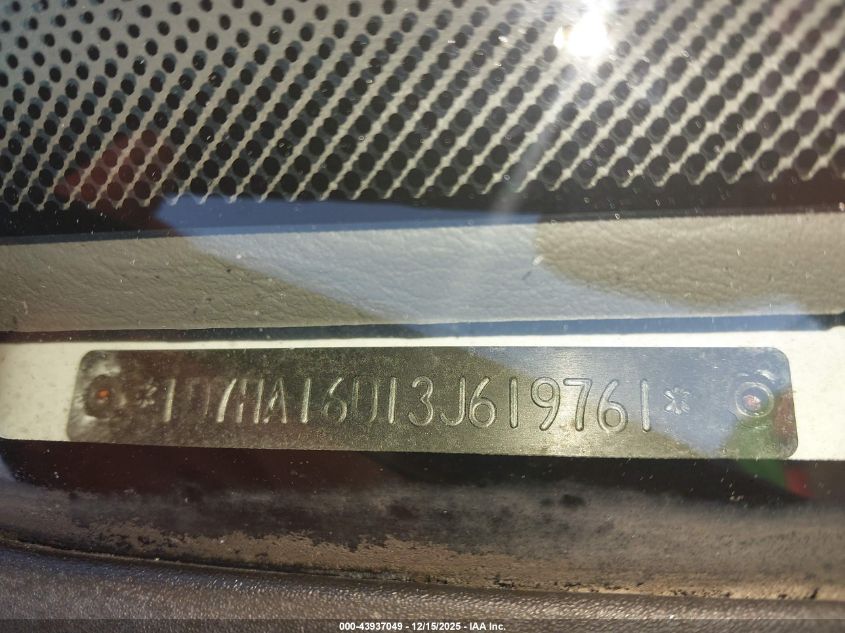 *1D7HA16D13J619761*
000-43937049 - 12/15/2025 - IAA Inc.